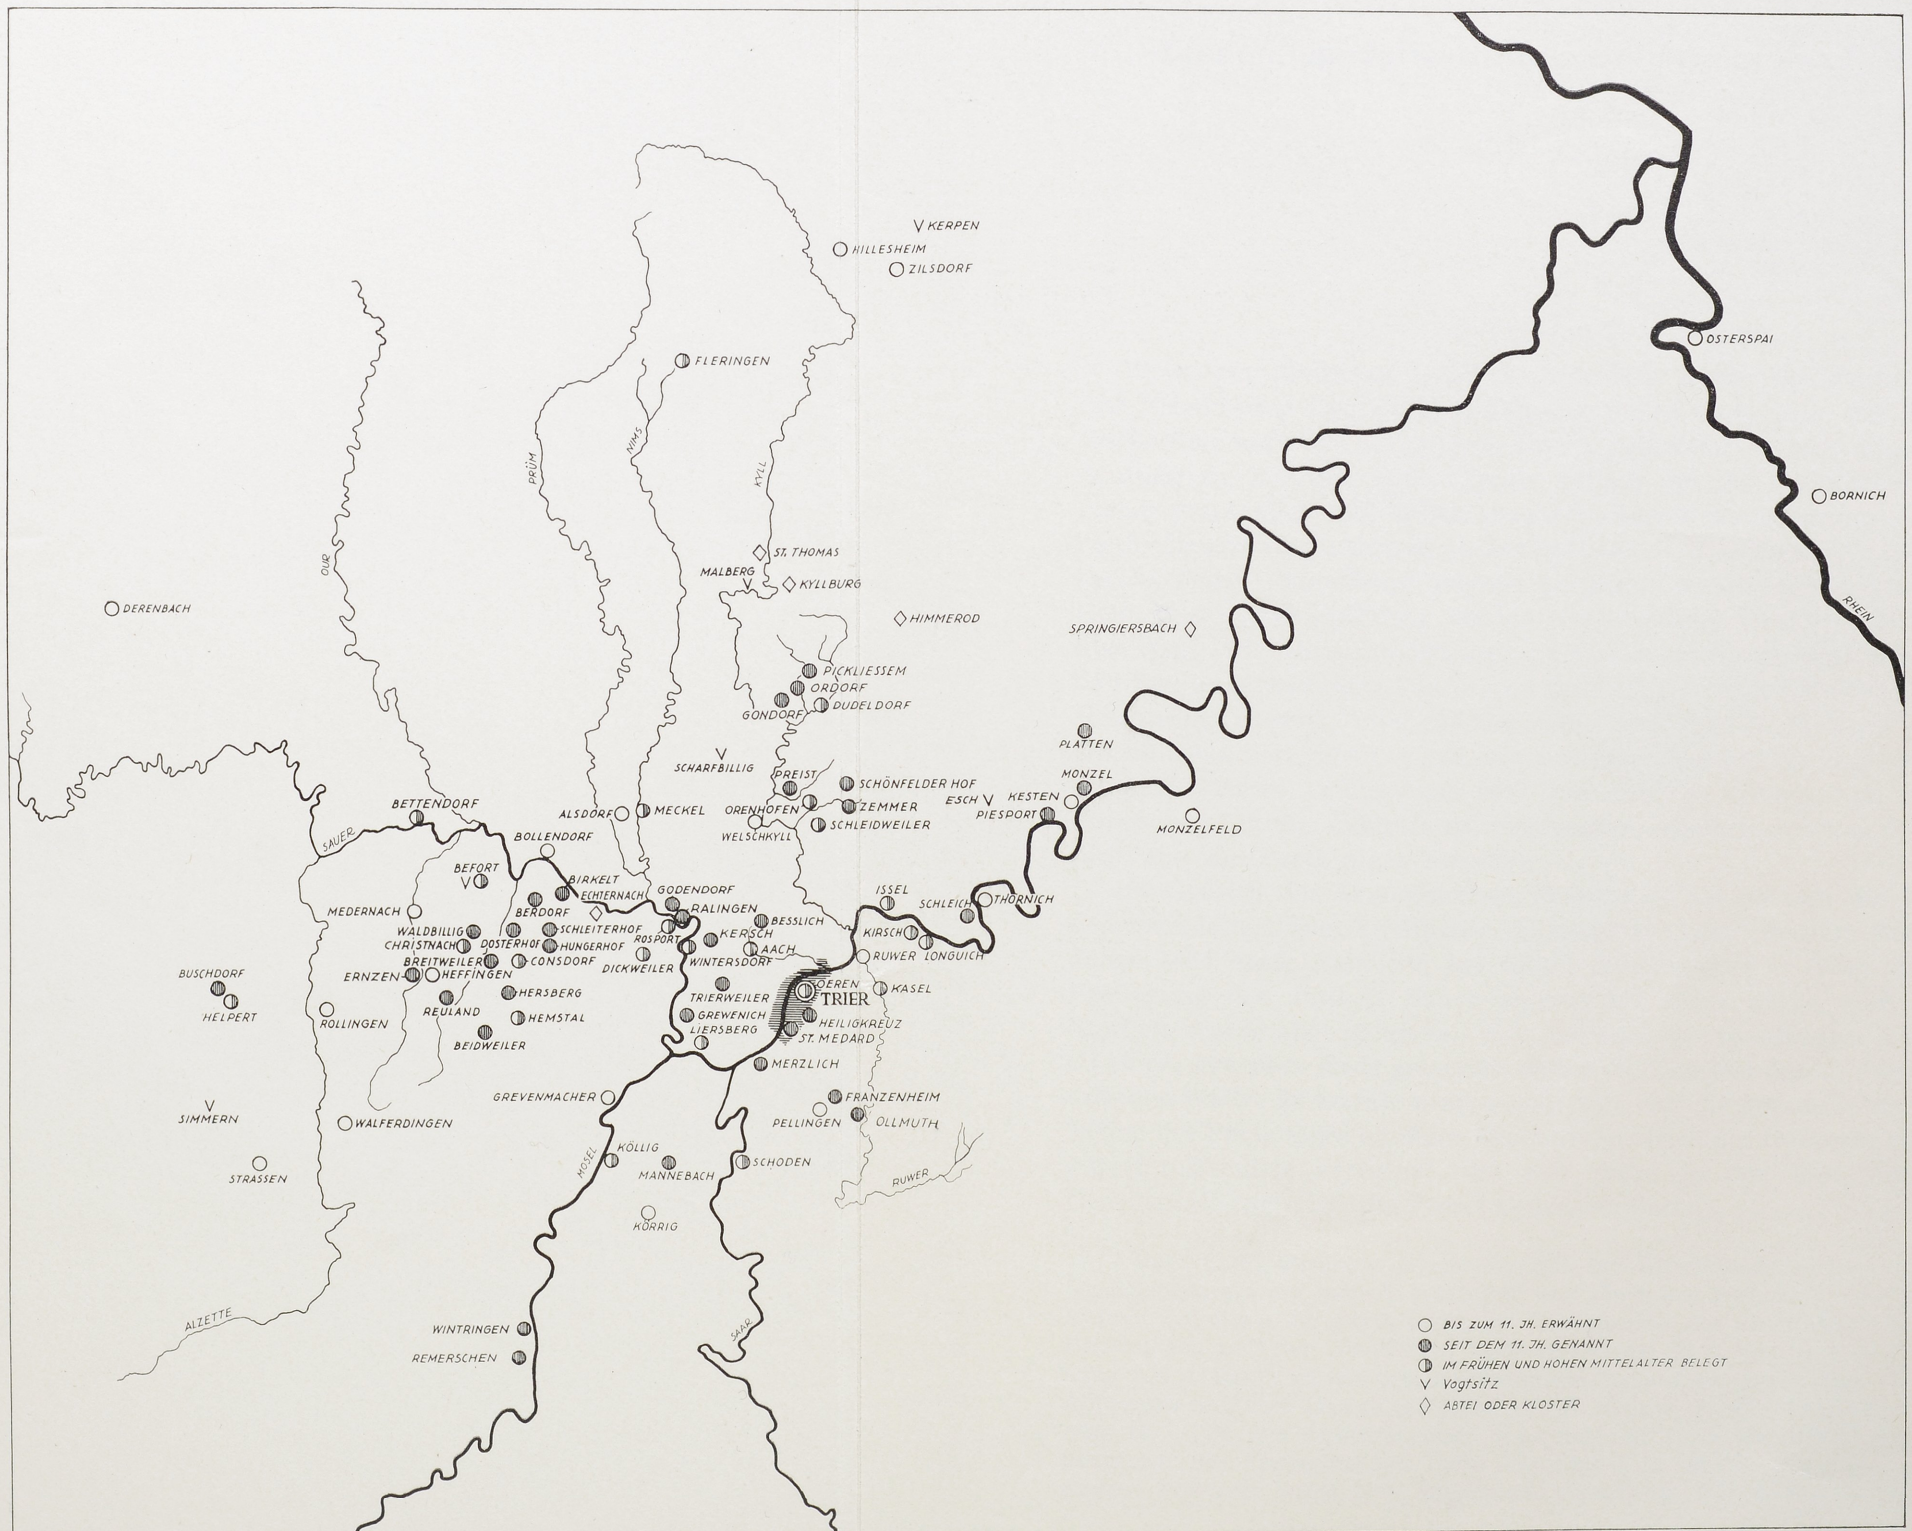 KERPEN
HILLESHEIM
ZILSDORF
OSTERSPAI
FLERINGEN
NIMS
PRÜM
KYLL
BORNICH
OUR
ST. THOMAS
MALBERG
KYLLBURG
DERENBACH
HIMMEROD
SPRINGIERSBACH
RHEIN
PICKLIESSEM
ORDORF
GONDORF
DUDELDORF
PLATTEN
SCHARFBILLIG
PREIST
SCHÖNFELDER HOF
MONZEL
ESCH
KESTEN
BETTENDORF
ALSDORF
MECKEL
ORENHOFEN
ZEMMER
PIESPORT
SCHLEIDWEILER
MONZELFELD
WELSCHKYLL
SAUER
BOLLENDORF
BEFORT
BIRKELT
ECHTERNACH
GODENDORF
ISSEL
SCHLEICH
THÖRNICH
MEDERNACH
BERDORF
RALINGEN
BESSLICH
WALDBILLIG
SCHLEITERHOF
ROSPORT
KERSCH
KIRSCH
CHRISTNACH
DOSTERHOF
HUNGERHOF
AACH
RUWER
LONGUICH
BREITWEILER
CONSDORF
DICKWEILER
WINTERSDORF
ERNZEN
HEFFINGEN
BUSCHDORF
HERSBERG
TRIERWEILER
OEREN
TRIER
KASEL
HELPERT
ROLLINGEN
REULAND
HEMSTAL
GREWENICH
HEILIGKREUZ
LIERSBERG
ST. MEDARD
BEIDWEILER
MERZLICH
GREVENMACHER
FRANZENHEIM
SIMMERN
WALFERDINGEN
PELLINGEN
OLLMUTH
KÖLLIG
MOSEL
MANNEBACH
SCHODEN
STRASSEN
RUWER
KÖRRIG
ALZETTE
WINTRINGEN
SAAR
REMERSCHEN
BIS ZUM 11. JH. ERWÄHNT
SEIT DEM 11. JH. GENANNT
IM FRÜHEN UND HOHEN MITTELALTER BELEGT
V Vogtsitz
ABTEI ODER KLOSTER